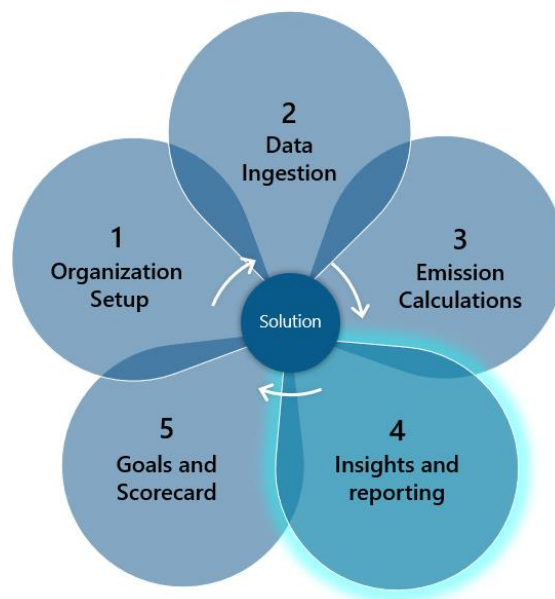 1
Organization
Setup
2
Data
Ingestion
3
Emission
Calculations
4
Insights and
reporting
5
Goals and
Scorecard
Solution